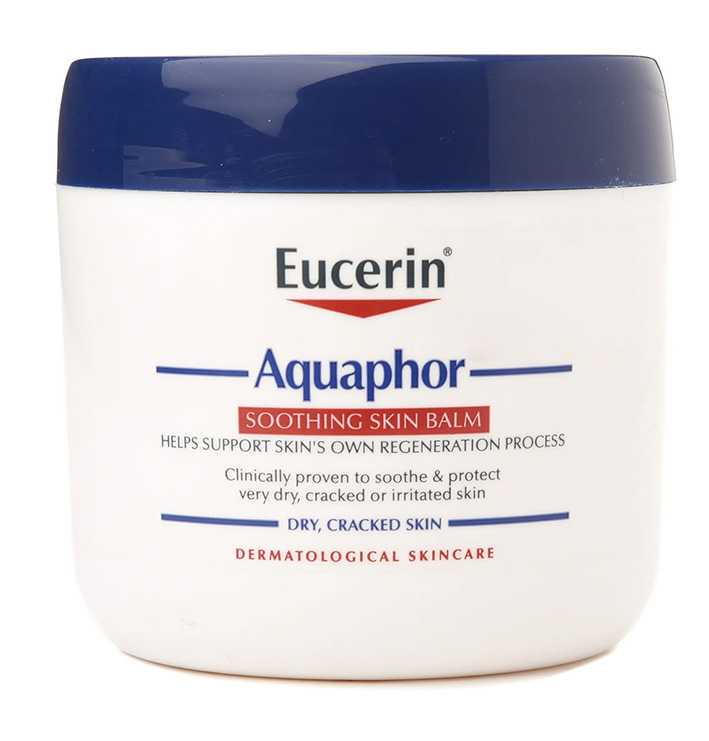 Eucerin®
Aquaphor
SOOTHING SKIN BALM
HELPS SUPPORT SKIN'S OWN REGENERATION PROCESS
Clinically proven to soothe & protect
very dry, cracked or irritated skin
DRY, CRACKED SKIN
DERMATOLOGICAL SKINCARE